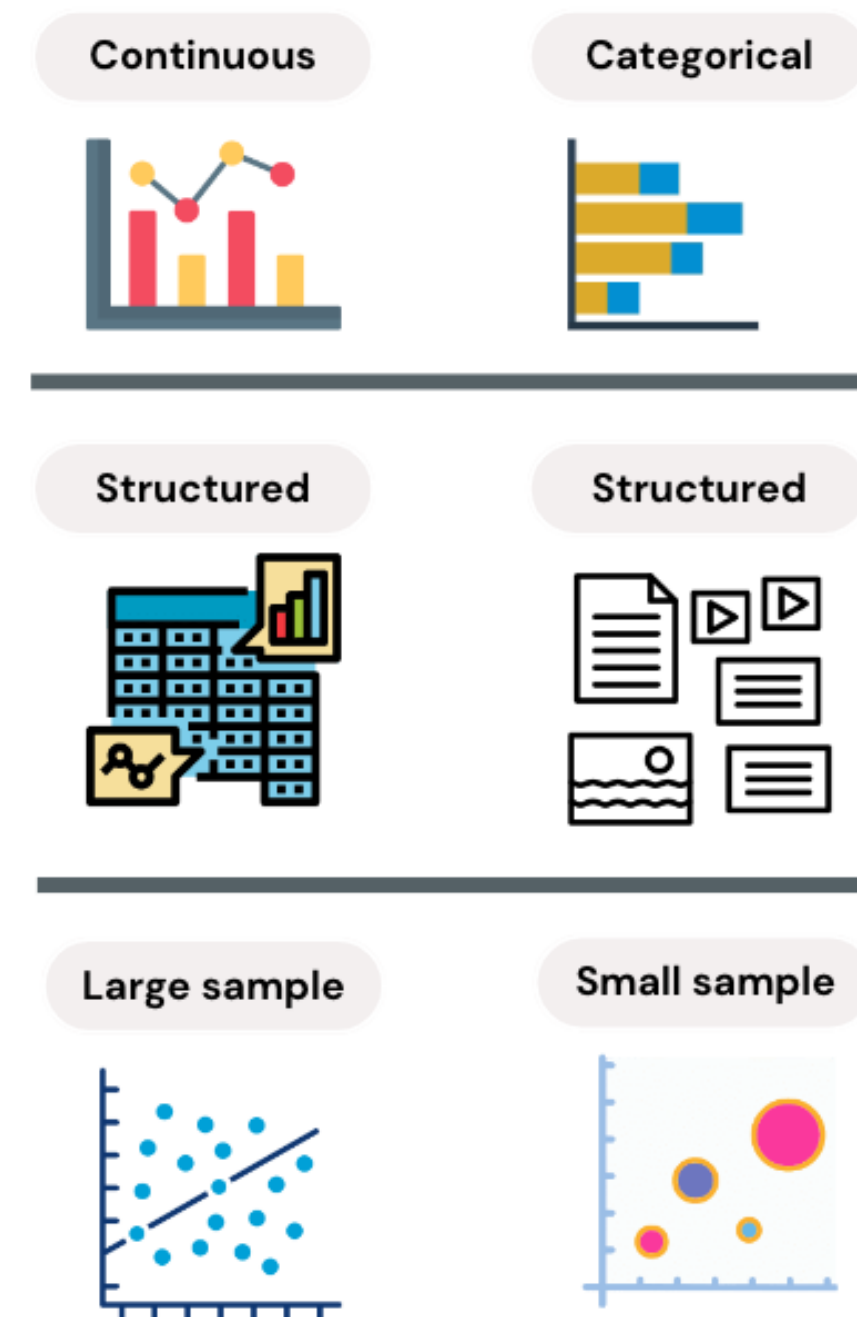 Continuous
Categorical
Structured
Structured
Large sample
Small sample